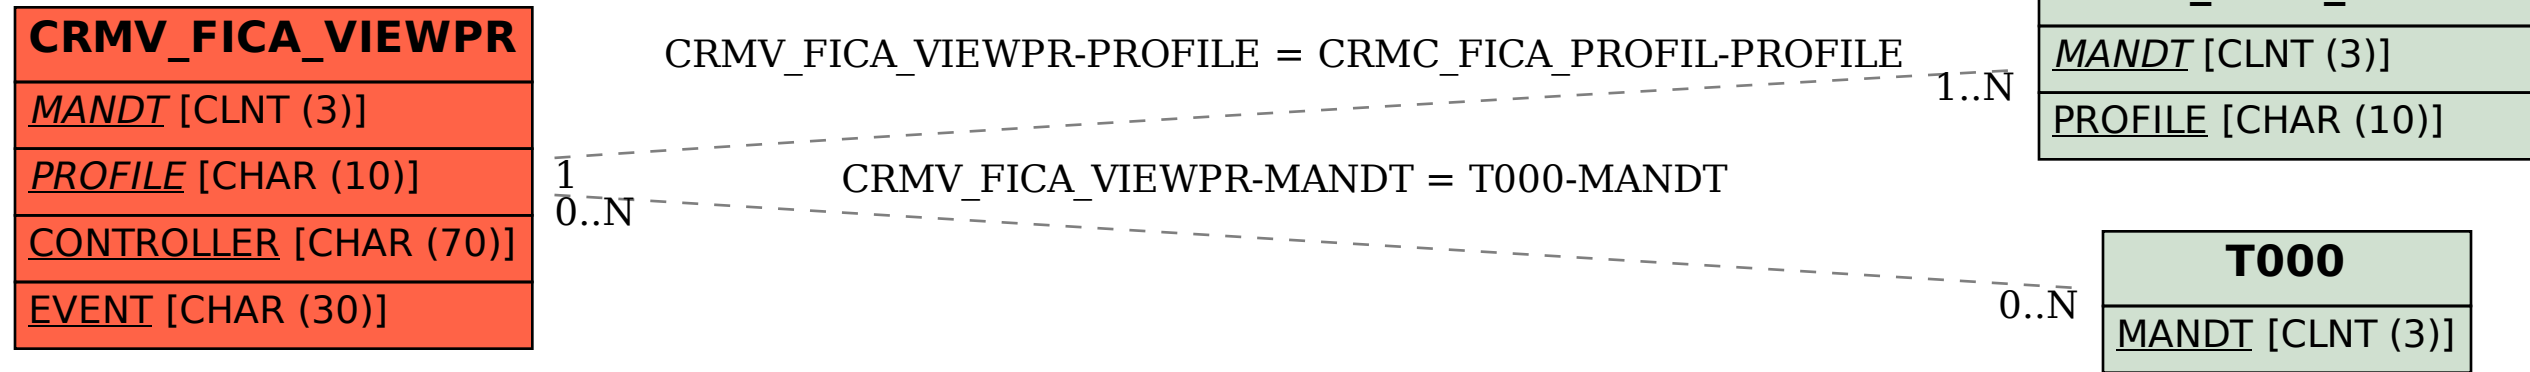 CRMV_FICA_VIEWPR
MANDT [CLNT (3)]
PROFILE [CHAR (10)]
CONTROLLER [CHAR (70)]
EVENT [CHAR (30)]
CRMV_FICA_VIEWPR-PROFILE = CRMC_FICA_PROFIL-PROFILE
1..N
1
CRMV_FICA_VIEWPR-MANDT = T000-MANDT
0..N
0..N
MANDT [CLNT (3)]
PROFILE [CHAR (10)]
T000
MANDT [CLNT (3)]